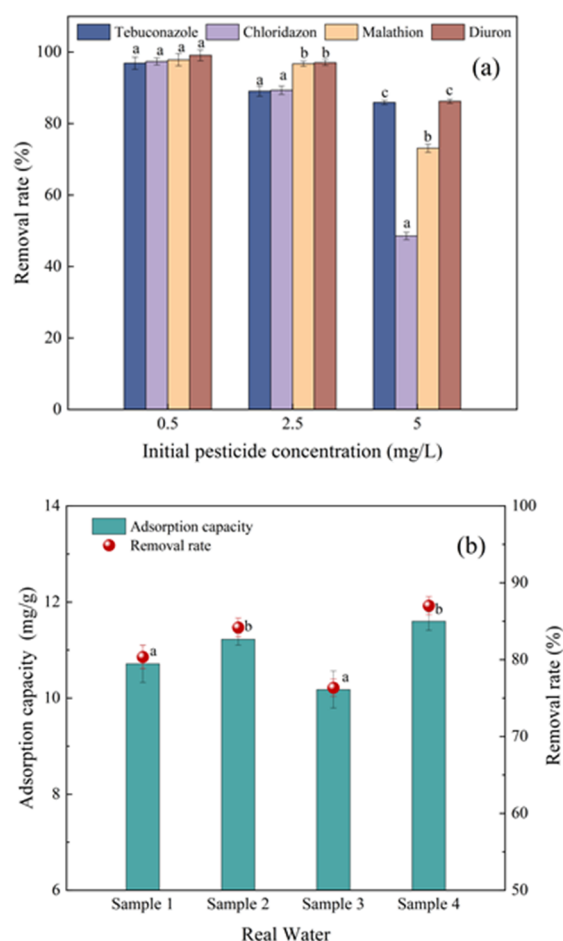 Tebuconazole Chloridazon Malathion Diuron
(a)
100
80
60
40
20
0
Removal rate (%)
a a a a
a a b b
c a b c
0.5 2.5 5
Initial pesticide concentration (mg/L)
Adsorption capacity
Removal rate
(b)
14
12
10
8
6
Adsorption capacity (mg/g)
100
90
80
70
60
50
Removal rate (%)
a b a b
Sample 1 Sample 2 Sample 3 Sample 4
Real Water